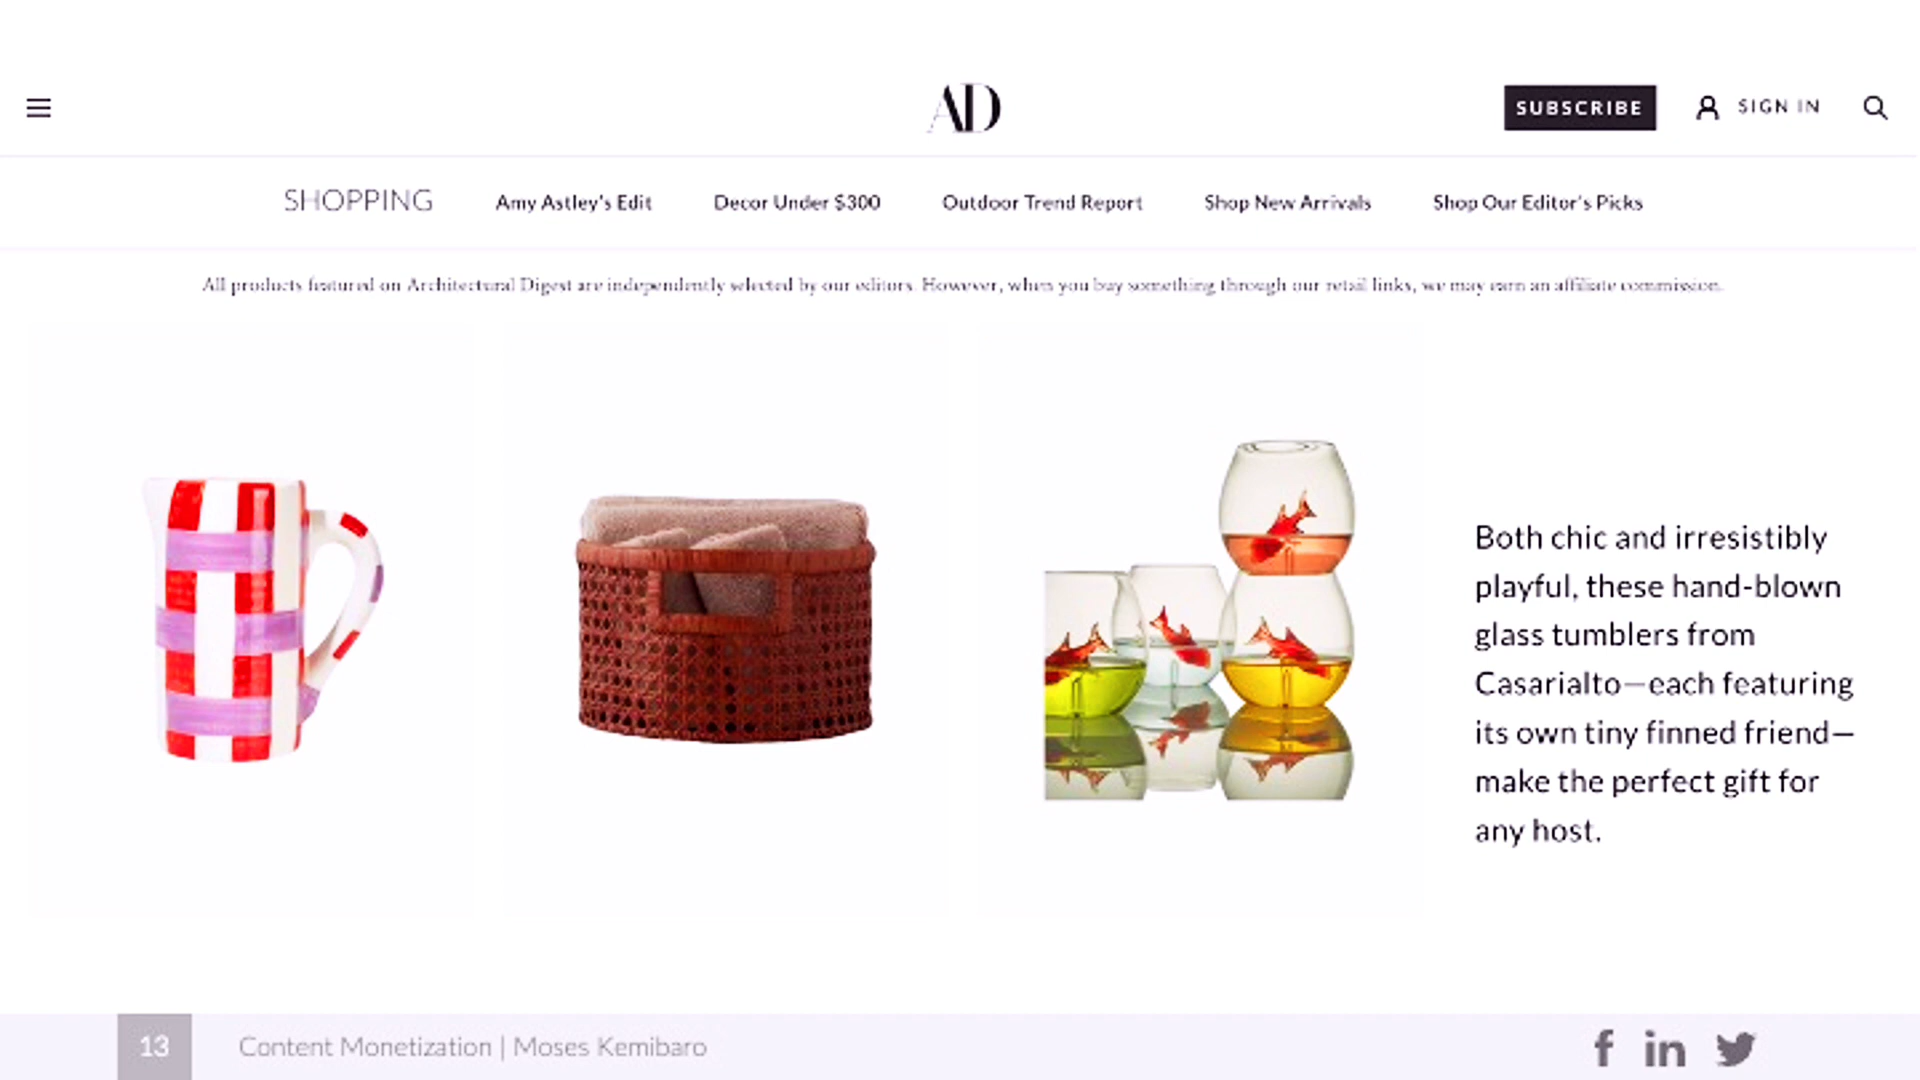 AD
SUBSCRIBE
SIGN IN
SHOPPING
Amy Astley's Edit
Decor Under $300
Outdoor Trend Report
Shop New Arrivals
Shop Our Editor's Picks
All products featured on Architectural Digest are independently selected by our editors. However, when you buy something through our retail links, we may earn an affiliate commission.
Both chic and irresistibly
playful, these hand-blown
glass tumblers from
Casarialto—each featuring
its own tiny finned friend—
make the perfect gift for
any host.
13
Content Monetization | Moses Kemibaro